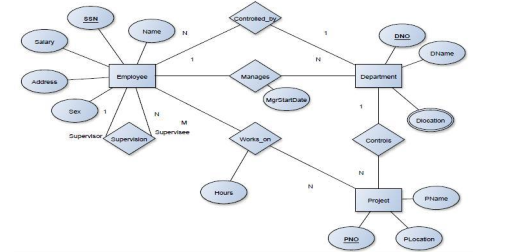 SSN
Controlled_by
Salary
Name
N
1
DNO
DName
1
N
Employee
Manages
Department
Address
MgrStartDate
Sex
1
N
1
Dlocation
M
Supervisor
Supervision
Supervisee
Works_on
Controls
N
Hours
N
Project
PName
PNO
PLocation